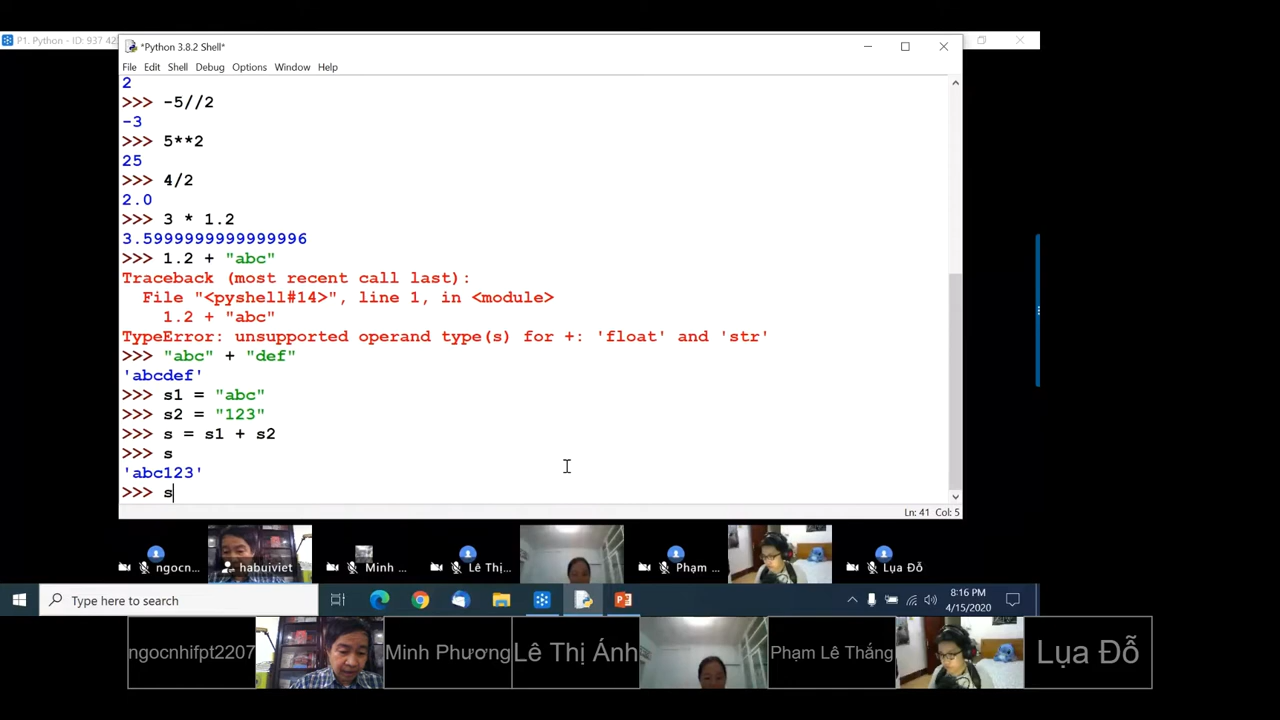 P1. Python - ID: 937 42
*Python 3.8.2 Shell*
File Edit Shell Debug Options Window Help
2
>>> -5//2
-3
>>> 5**2
25
>>> 4/2
2.0
>>> 3 * 1.2
3.5999999999999996
>>> 1.2 + "abc"
Traceback (most recent call last):
  File "<pyshell#14>", line 1, in <module>
    1.2 + "abc"
TypeError: unsupported operand type(s) for +: 'float' and 'str'
>>> "abc" + "def"
'abcdef'
>>> s1 = "abc"
>>> s2 = "123"
>>> s = s1 + s2
>>> s
'abc123'
>>> s
Ln: 41 Col: 5
ngocn... habuiviet Minh ... Lê Thị... Phạm ... Lụa Đỗ
Type here to search
8:16 PM
4/15/2020
ngocnhifpt2207 Minh Phương Lê Thị Ánh Phạm Lê Thắng Lụa Đỗ